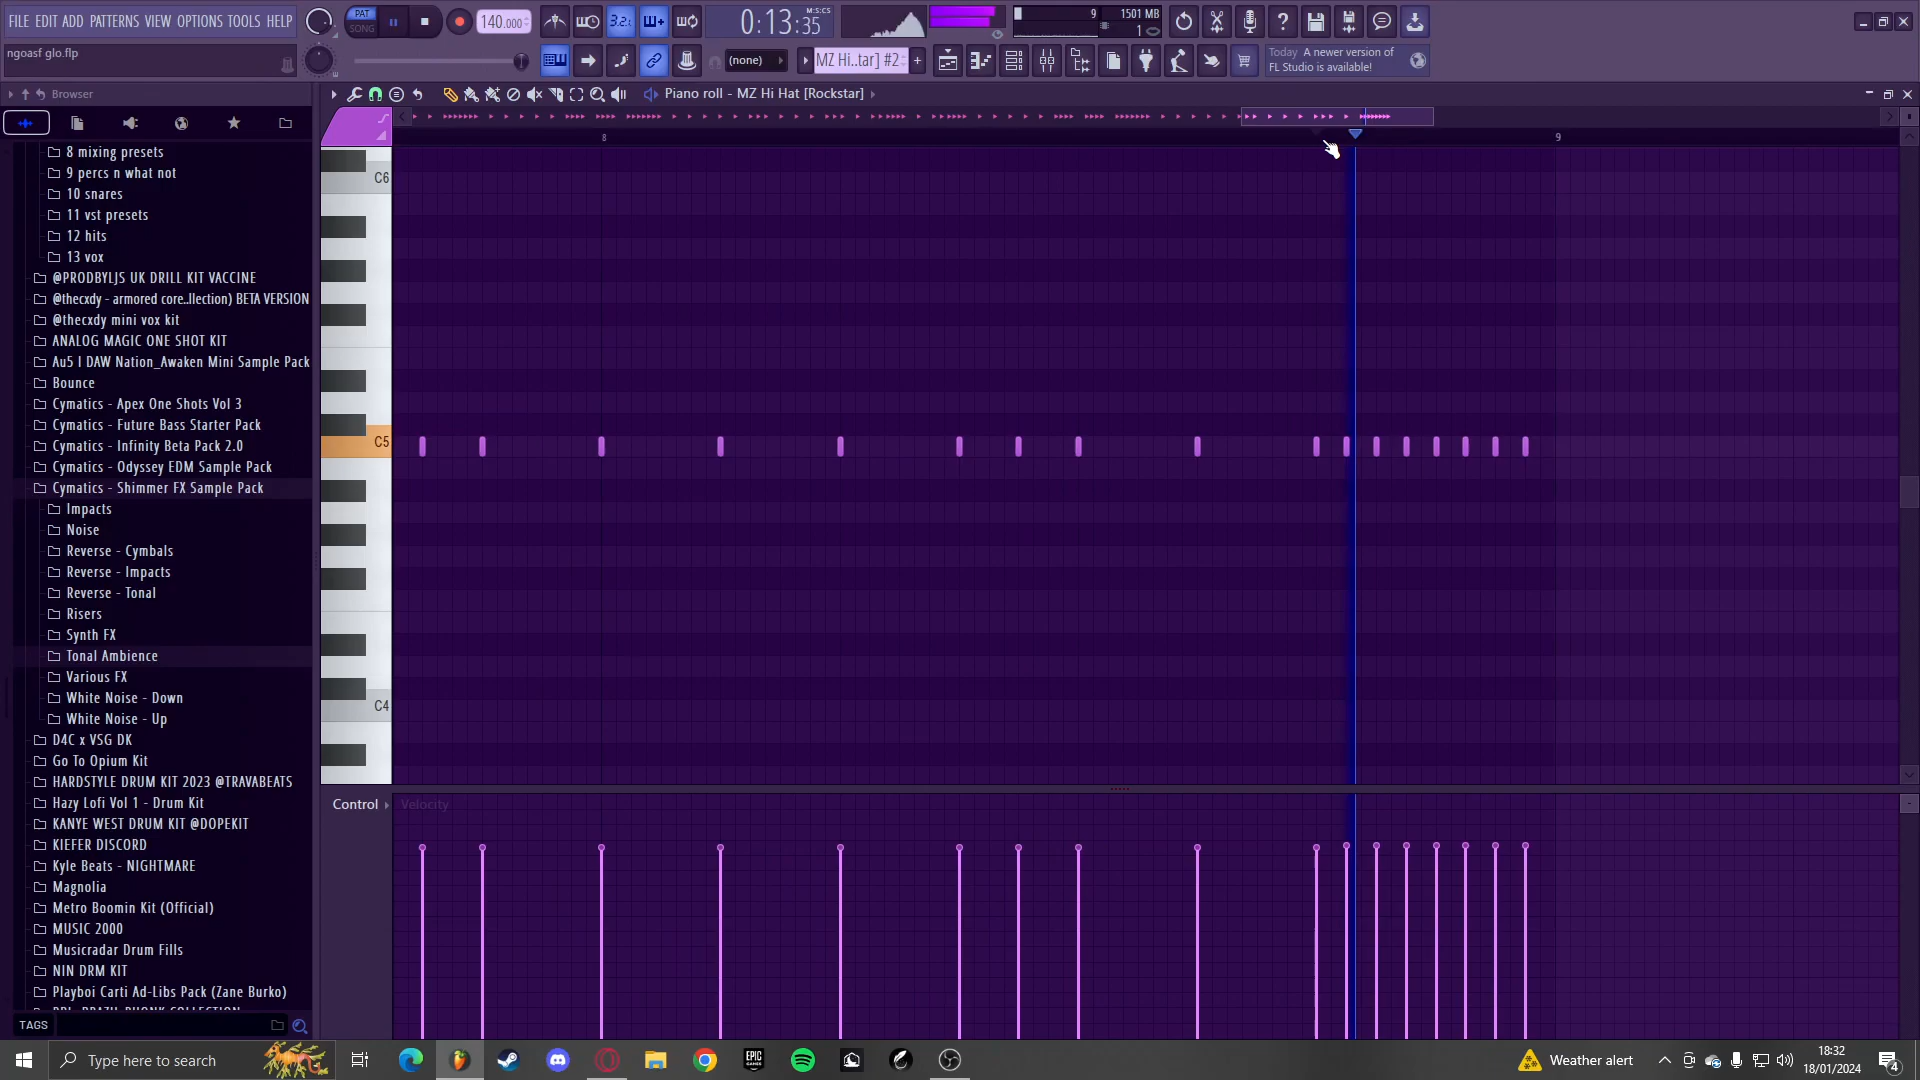 FILE EDIT ADD PATTERNS VIEW OPTIONS TOOLS HELP
ngoasf glo.flp
PAT
SONG
140.000
3.2.
0:13:35
M:S:CS
9
1501 MB
1
(none)
MZ Hi..tar] #2
Today A newer version of
FL Studio is available!
Browser
Piano roll - MZ Hi Hat [Rockstar]
8
9
C6
C5
C4
8 mixing presets
9 percs n what not
10 snares
11 vst presets
12 hits
13 vox
@PRODBYLJS UK DRILL KIT VACCINE
@thecxdy - armored core..llection) BETA VERSION
@thecxdy mini vox kit
ANALOG MAGIC ONE SHOT KIT
Au5 I DAW Nation_Awaken Mini Sample Pack
Bounce
Cymatics - Apex One Shots Vol 3
Cymatics - Future Bass Starter Pack
Cymatics - Infinity Beta Pack 2.0
Cymatics - Odyssey EDM Sample Pack
Cymatics - Shimmer FX Sample Pack
Impacts
Noise
Reverse - Cymbals
Reverse - Impacts
Reverse - Tonal
Risers
Synth FX
Tonal Ambience
Various FX
White Noise - Down
White Noise - Up
D4C x VSG DK
Go To Opium Kit
HARDSTYLE DRUM KIT 2023 @TRAVABEATS
Hazy Lofi Vol 1 - Drum Kit
KANYE WEST DRUM KIT @DOPEKIT
KIEFER DISCORD
Kyle Beats - NIGHTMARE
Magnolia
Metro Boomin Kit (Official)
MUSIC 2000
Musicradar Drum Fills
NIN DRM KIT
Playboi Carti Ad-Libs Pack (Zane Burko)
TAGS
Control
Velocity
Type here to search
EPIC GAMES
Weather alert
18:32
18/01/2024
4